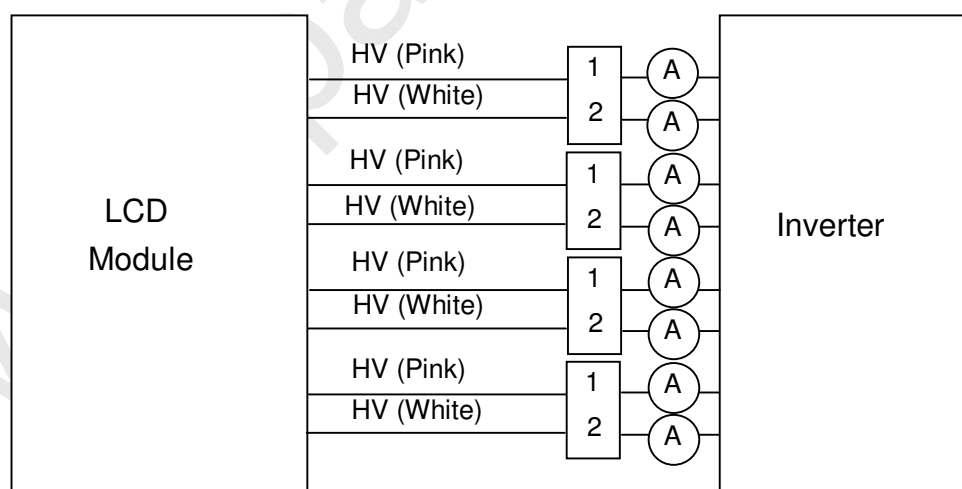 HV (Pink)
1
A
HV (White)
2
A
HV (Pink)
1
A
LCD
Module
HV (White)
2
A
Inverter
HV (Pink)
1
A
HV (White)
2
A
HV (Pink)
1
A
HV (White)
2
A